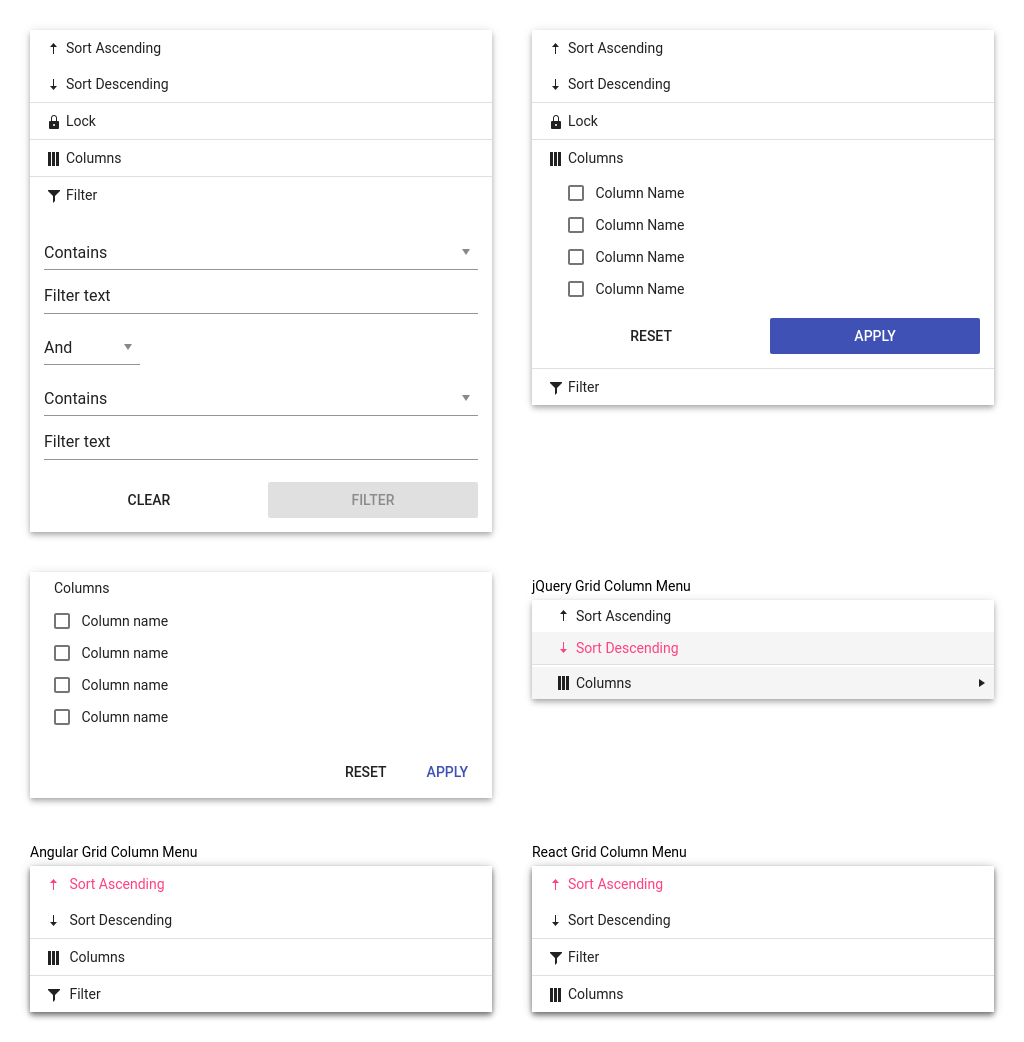 Sort Ascending
Sort Descending
Lock
Columns
Filter
Contains
Filter text
And
Contains
Filter text
CLEAR FILTER
Sort Ascending
Sort Descending
Lock
Columns
Column Name
Column Name
Column Name
Column Name
RESET APPLY
Filter
Columns
Column name
Column name
Column name
Column name
RESET APPLY
jQuery Grid Column Menu
Sort Ascending
Sort Descending
Columns
Angular Grid Column Menu
Sort Ascending
Sort Descending
Columns
Filter
React Grid Column Menu
Sort Ascending
Sort Descending
Filter
Columns